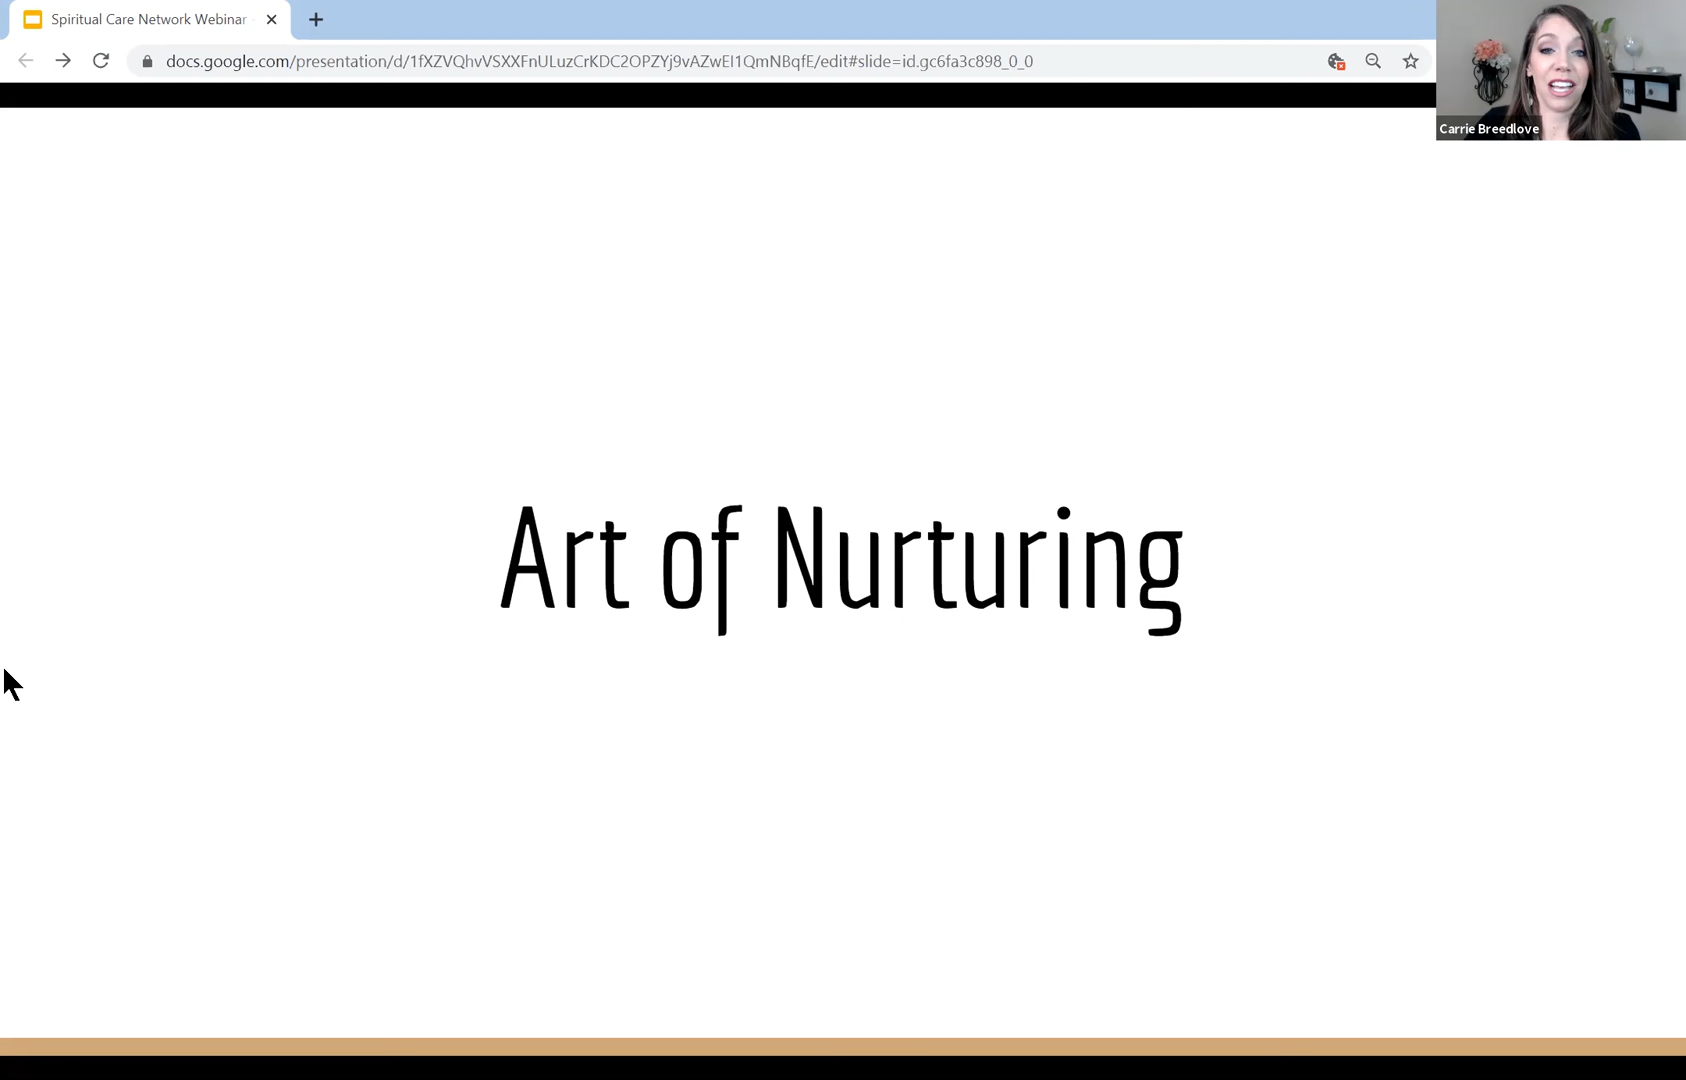 Spiritual Care Network Webinar
docs.google.com/presentation/d/1fXZVQhvVSXXFnULuzCrKDC2OPZYj9vAZwEI1QmNBqfE/edit#slide=id.gc6fa3c898_0_0
Carrie Breedlove
Art of Nurturing